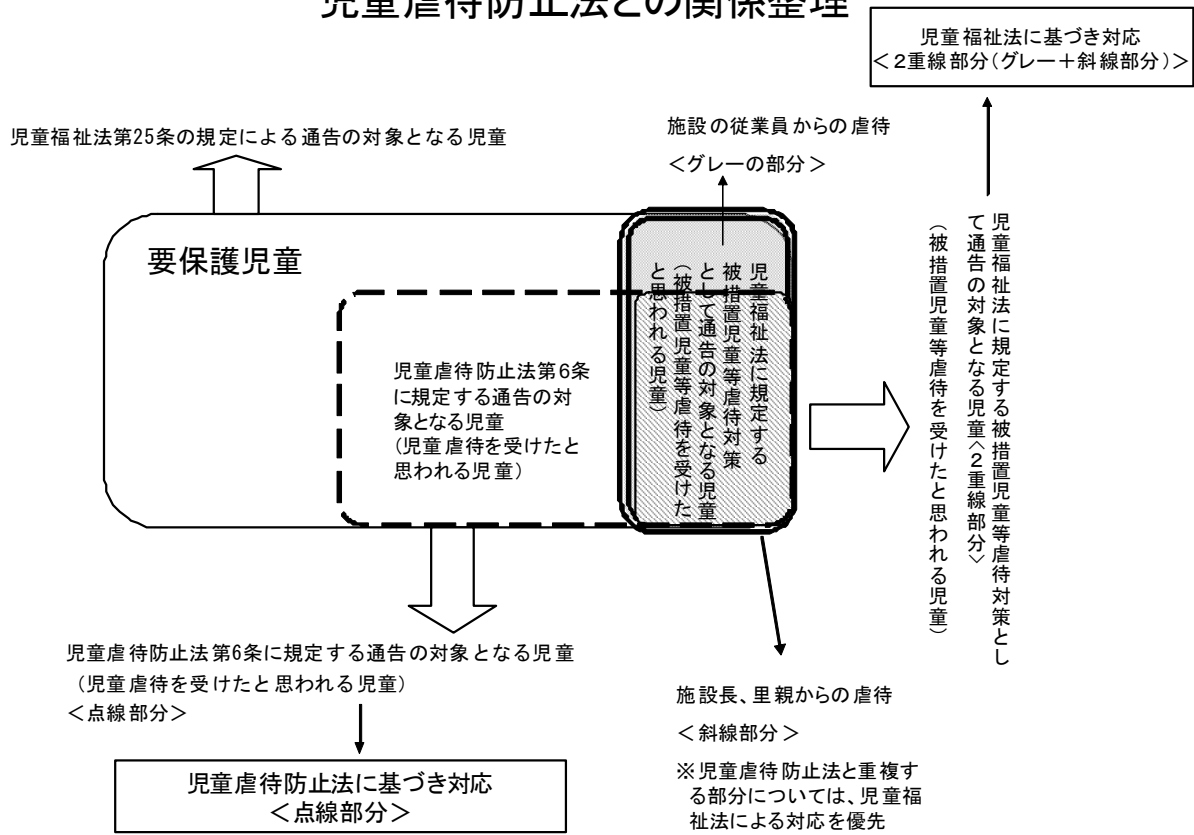 児童虐待防止法との関係整理
児童福祉法に基づき対応
＜2重線部分（グレー＋斜線部分）＞
児童福祉法第25条の規定による通告の対象となる児童
施設の従業員からの虐待
＜グレーの部分＞
要保護児童
児童福祉法に規定する
被措置児童等虐待対策
として通告の対象となる児童
（被措置児童等虐待を受けた
と思われる児童）
児童虐待防止法第6条
に規定する通告の対
象となる児童
（児童虐待を受けたと
思われる児童）
児童福祉法に規定する被措置児童等虐待対策とし
て通告の対象となる児童＜2重線部分＞
（被措置児童等虐待を受けたと思われる児童）
児童虐待防止法第6条に規定する通告の対象となる児童
（児童虐待を受けたと思われる児童）
＜点線部分＞
児童虐待防止法に基づき対応
＜点線部分＞
施設長、里親からの虐待
＜斜線部分＞
※児童虐待防止法と重複す
る部分については、児童福
祉法による対応を優先